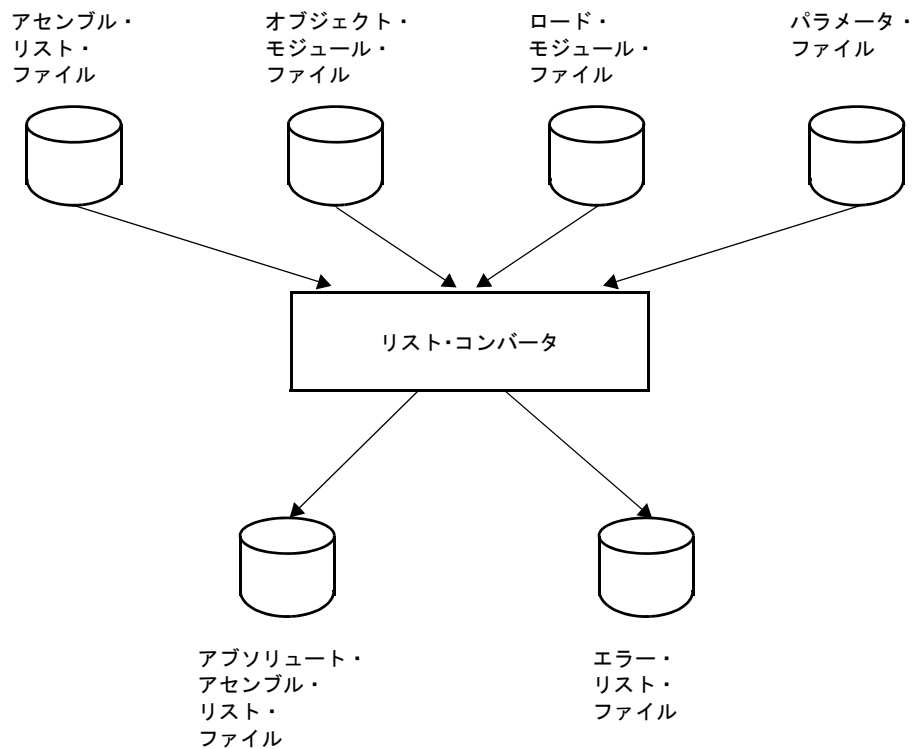 アセンブル・
リスト・
ファイル
オブジェクト・
モジュール・
ファイル
ロード・
モジュール・
ファイル
パラメータ・
ファイル
リスト・コンバータ
アブソリュート・
アセンブル・
リスト・
ファイル
エラー・
リスト・
ファイル